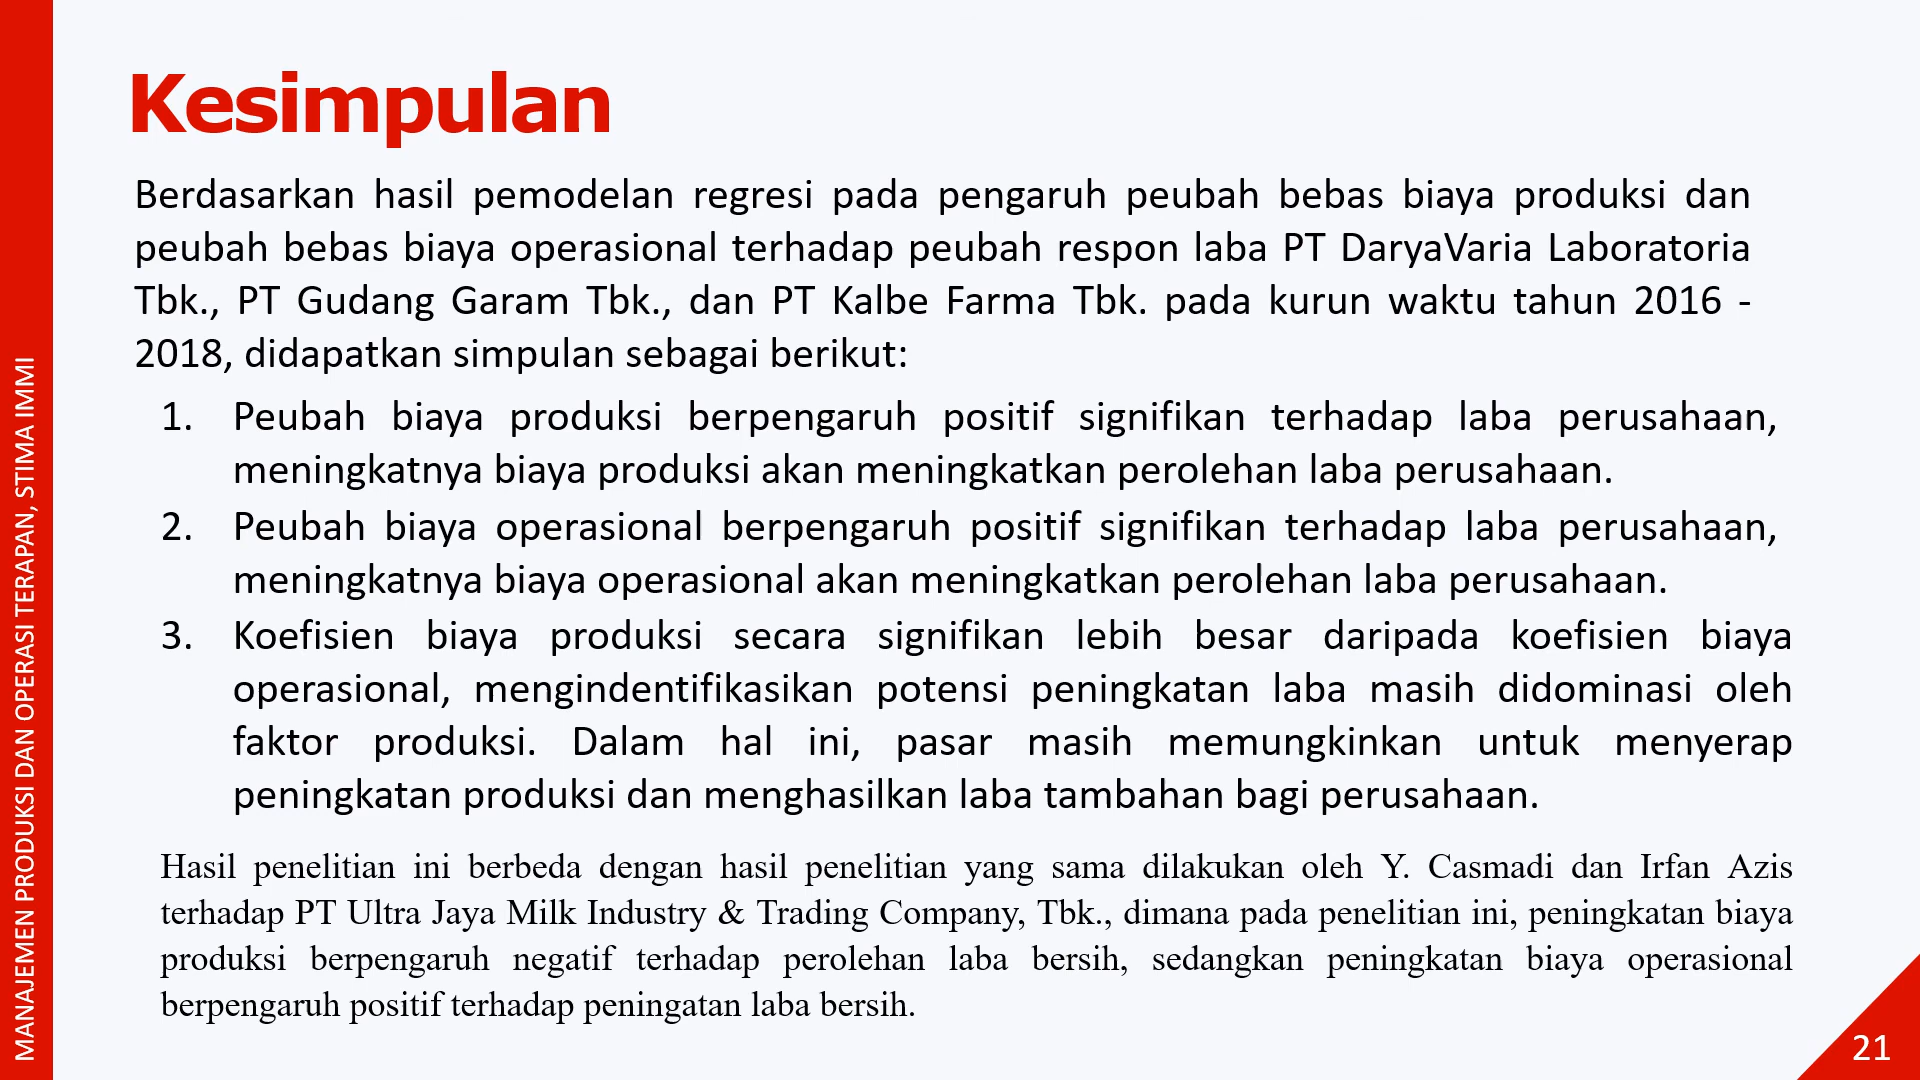 Kesimpulan
Berdasarkan hasil pemodelan regresi pada pengaruh peubah bebas biaya produksi dan
peubah bebas biaya operasional terhadap peubah respon laba PT DaryaVaria Laboratoria
Tbk., PT Gudang Garam Tbk., dan PT Kalbe Farma Tbk. pada kurun waktu tahun 2016 -
2018, didapatkan simpulan sebagai berikut:
1. Peubah biaya produksi berpengaruh positif signifikan terhadap laba perusahaan,
meningkatnya biaya produksi akan meningkatkan perolehan laba perusahaan.
2. Peubah biaya operasional berpengaruh positif signifikan terhadap laba perusahaan,
meningkatnya biaya operasional akan meningkatkan perolehan laba perusahaan.
3. Koefisien biaya produksi secara signifikan lebih besar daripada koefisien biaya
operasional, mengindentifikasikan potensi peningkatan laba masih didominasi oleh
faktor produksi. Dalam hal ini, pasar masih memungkinkan untuk menyerap
peningkatan produksi dan menghasilkan laba tambahan bagi perusahaan.
Hasil penelitian ini berbeda dengan hasil penelitian yang sama dilakukan oleh Y. Casmadi dan Irfan Azis
terhadap PT Ultra Jaya Milk Industry & Trading Company, Tbk., dimana pada penelitian ini, peningkatan biaya
produksi berpengaruh negatif terhadap perolehan laba bersih, sedangkan peningkatan biaya operasional
berpengaruh positif terhadap peningatan laba bersih.
MANAJEMEN PRODUKSI DAN OPERASI TERAPAN, STIMA IMMI
21